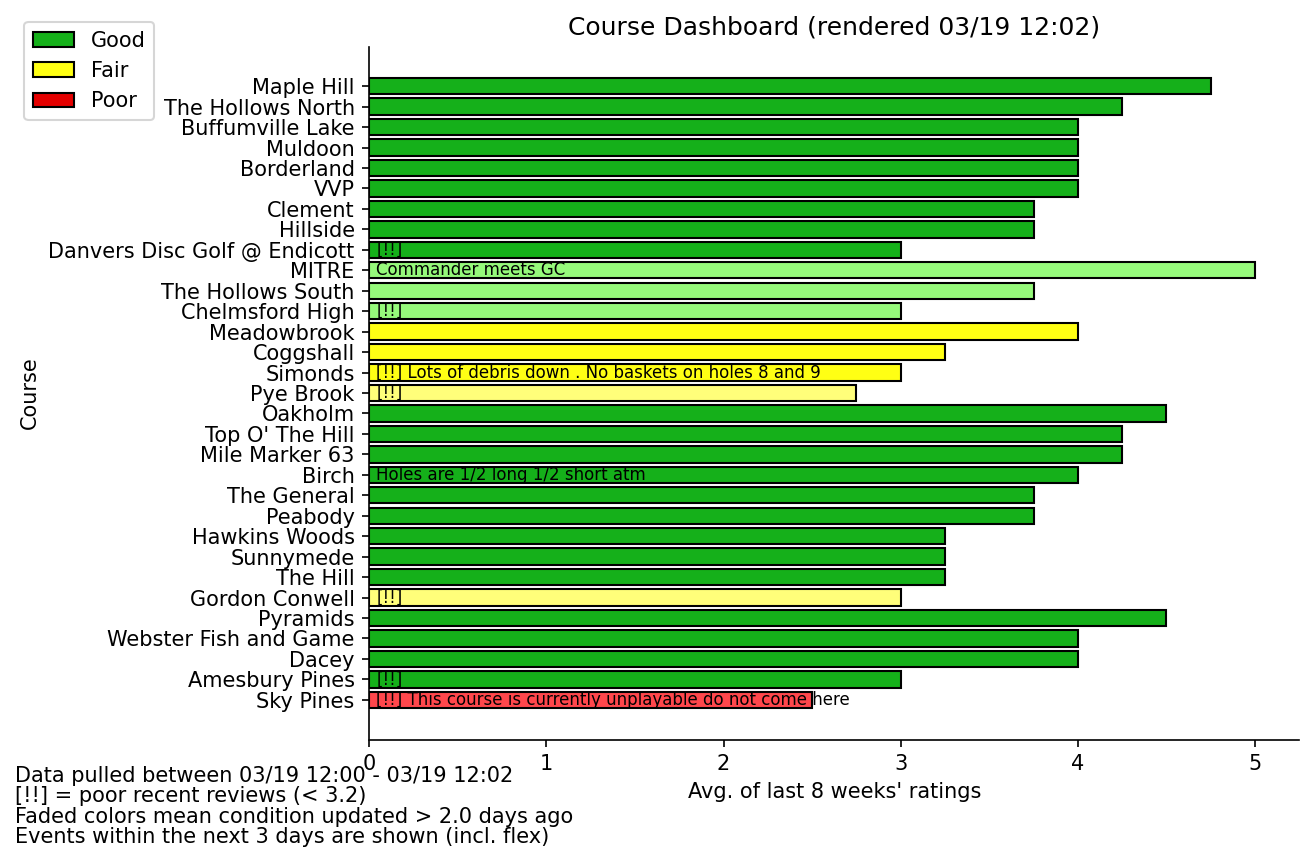 Course Dashboard (rendered 03/19 12:02)
Good
Fair
Poor
Maple Hill
The Hollows North
Buffumville Lake
Muldoon
Borderland
VVP
Clement
Hillside
Danvers Disc Golf @ Endicott [!!]
MITRE Commander meets GC
The Hollows South
Chelmsford High [!!]
Meadowbrook
Coggshall
Simonds [!!] Lots of debris down . No baskets on holes 8 and 9
Pye Brook [!!]
Oakholm
Top O' The Hill
Mile Marker 63
Birch Holes are 1/2 long 1/2 short atm
The General
Peabody
Hawkins Woods
Sunnymede
The Hill
Gordon Conwell [!!]
Pyramids
Webster Fish and Game
Dacey
Amesbury Pines [!!]
Sky Pines [!!] This course is currently unplayable do not come here
Course
0 1 2 3 4 5
Avg. of last 8 weeks' ratings
Data pulled between 03/19 12:00 - 03/19 12:02
[!!] = poor recent reviews (< 3.2)
Faded colors mean condition updated > 2.0 days ago
Events within the next 3 days are shown (incl. flex)